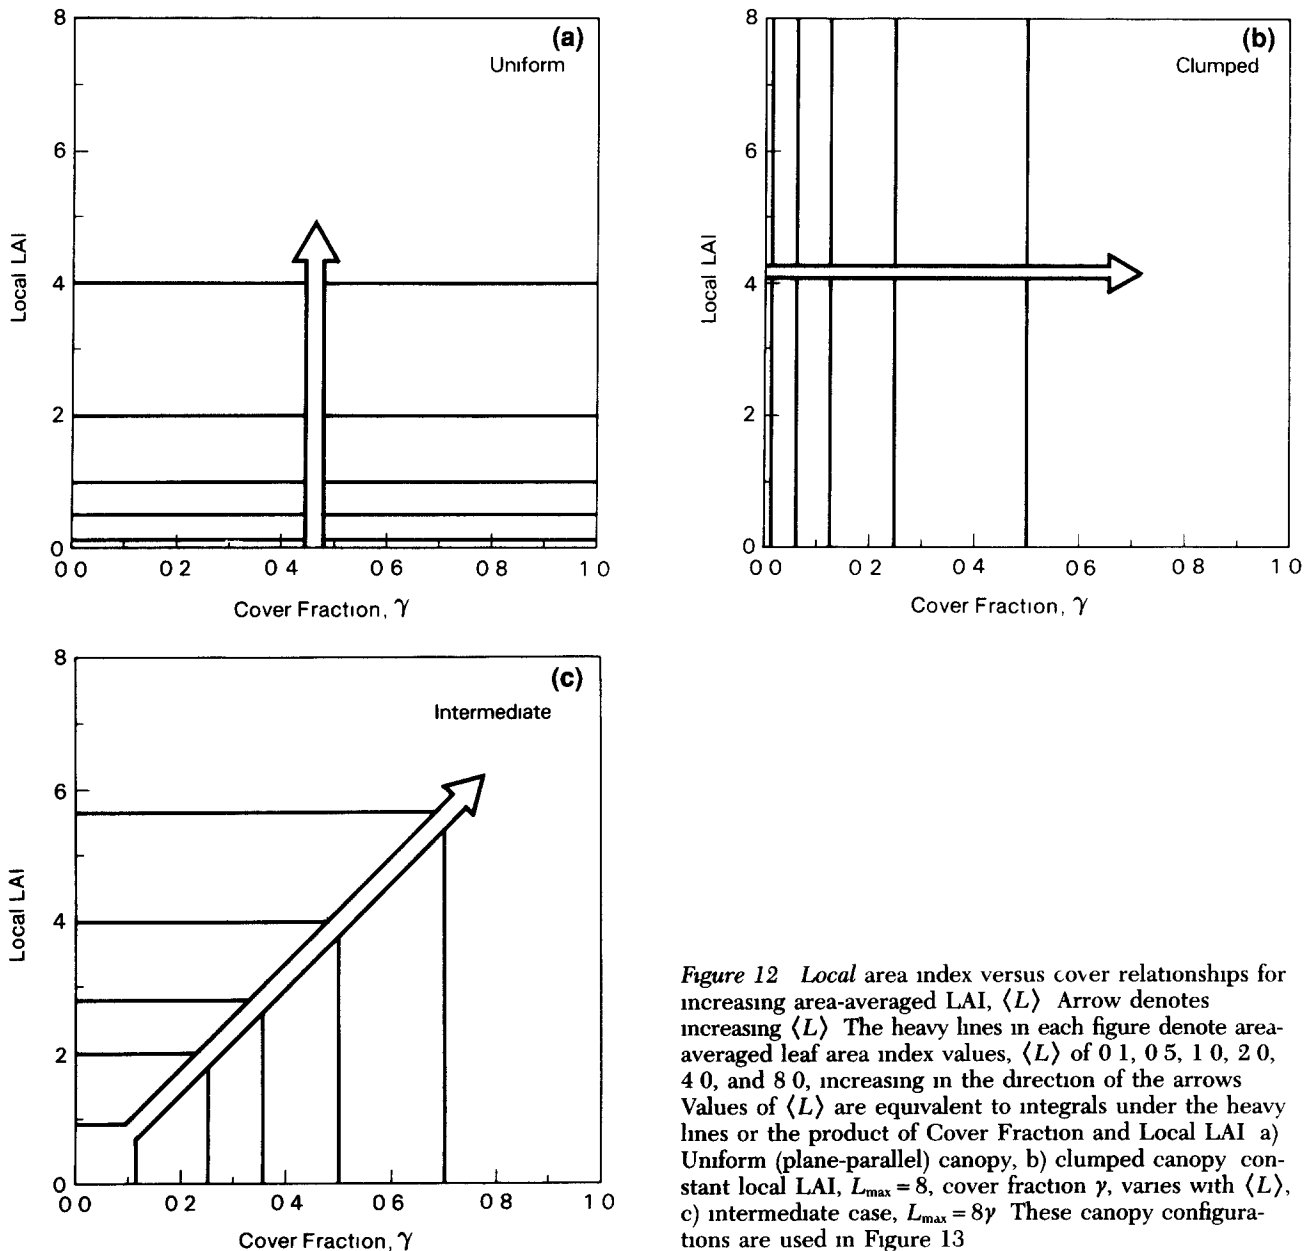 8
(a)
Uniform
6
Local LAI
4
2
0
0 0
0 2
0 4
0 6
0 8
1 0
Cover Fraction, γ
8
(b)
Clumped
6
Local LAI
4
2
0
0 0
0 2
0 4
0 6
0 8
1 0
Cover Fraction, γ
8
(c)
Intermediate
6
Local LAI
4
2
0
0 0
0 2
0 4
0 6
0 8
1 0
Cover Fraction, γ
Figure 12 Local area index versus cover relationships for
increasing area-averaged LAI, ⟨L⟩ Arrow denotes
increasing ⟨L⟩ The heavy lines in each figure denote area-
averaged leaf area index values, ⟨L⟩ of 0 1, 0 5, 1 0, 2 0,
4 0, and 8 0, increasing in the direction of the arrows
Values of ⟨L⟩ are equivalent to integrals under the heavy
lines or the product of Cover Fraction and Local LAI a)
Uniform (plane-parallel) canopy, b) clumped canopy con-
stant local LAI, Lmax = 8, cover fraction γ, varies with ⟨L⟩,
c) intermediate case, Lmax = 8γ These canopy configura-
tions are used in Figure 13